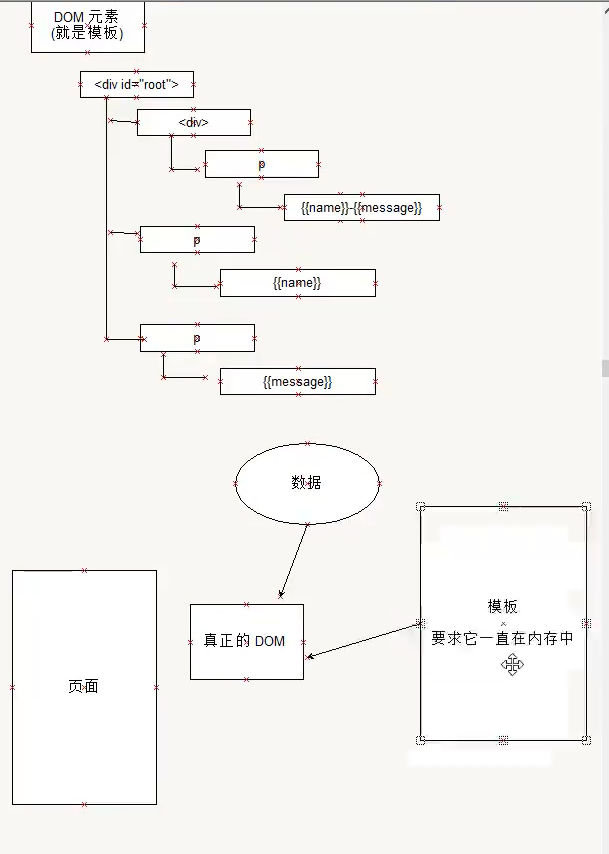 DOM 元素
(就是模板)
<div id="root">
<div>
p
{{name}}-{{message}}
p
{{name}}
p
{{message}}
数据
模板
要求它一直在内存中
真正的 DOM
页面